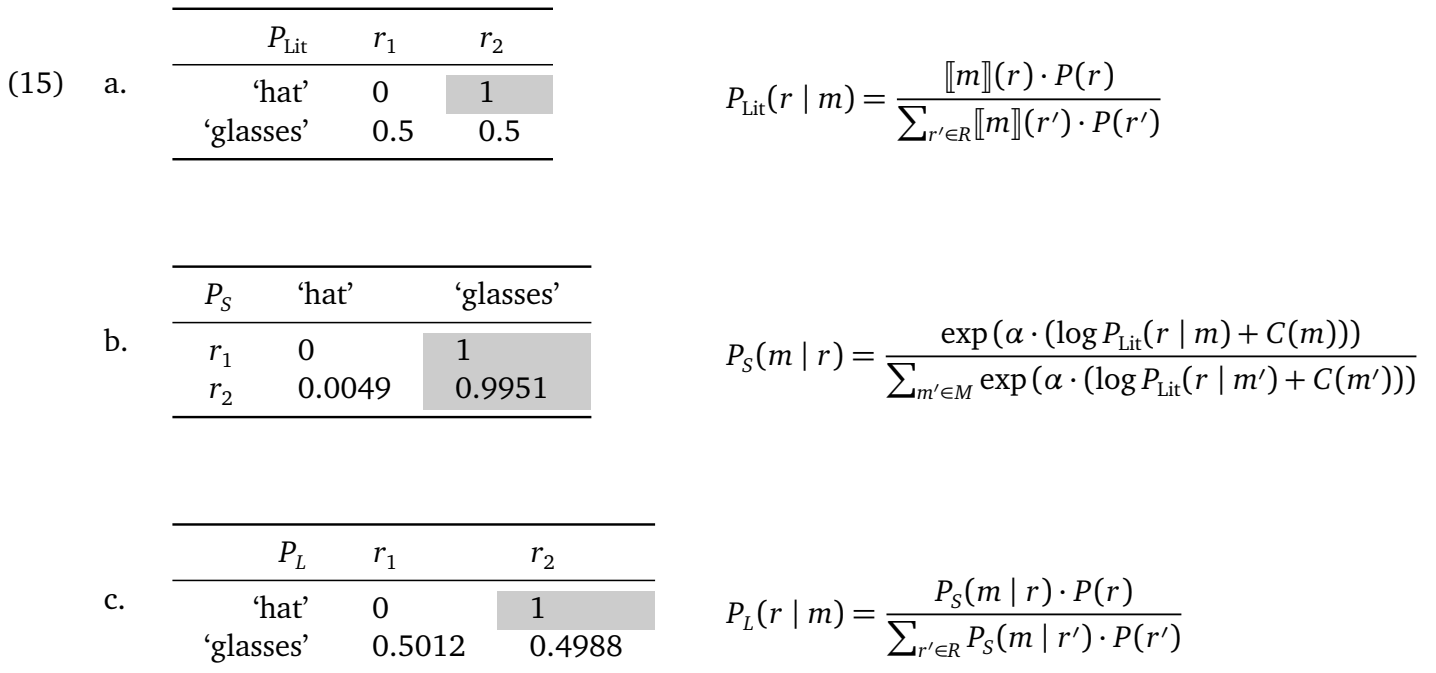 P_Lit r_1 r_2
(15) a. ‘hat’ 0 1
‘glasses’ 0.5 0.5
P_Lit(r | m) = ⟦m⟧(r) · P(r) / ∑_{r′∈R}⟦m⟧(r′) · P(r′)
P_S ‘hat’ ‘glasses’
b. r_1 0 1
r_2 0.0049 0.9951
P_S(m | r) = exp (α · (log P_Lit(r | m) + C(m))) / ∑_{m′∈M} exp (α · (log P_Lit(r | m′) + C(m′)))
P_L r_1 r_2
c. ‘hat’ 0 1
‘glasses’ 0.5012 0.4988
P_L(r | m) = P_S(m | r) · P(r) / ∑_{r′∈R} P_S(m | r′) · P(r′)